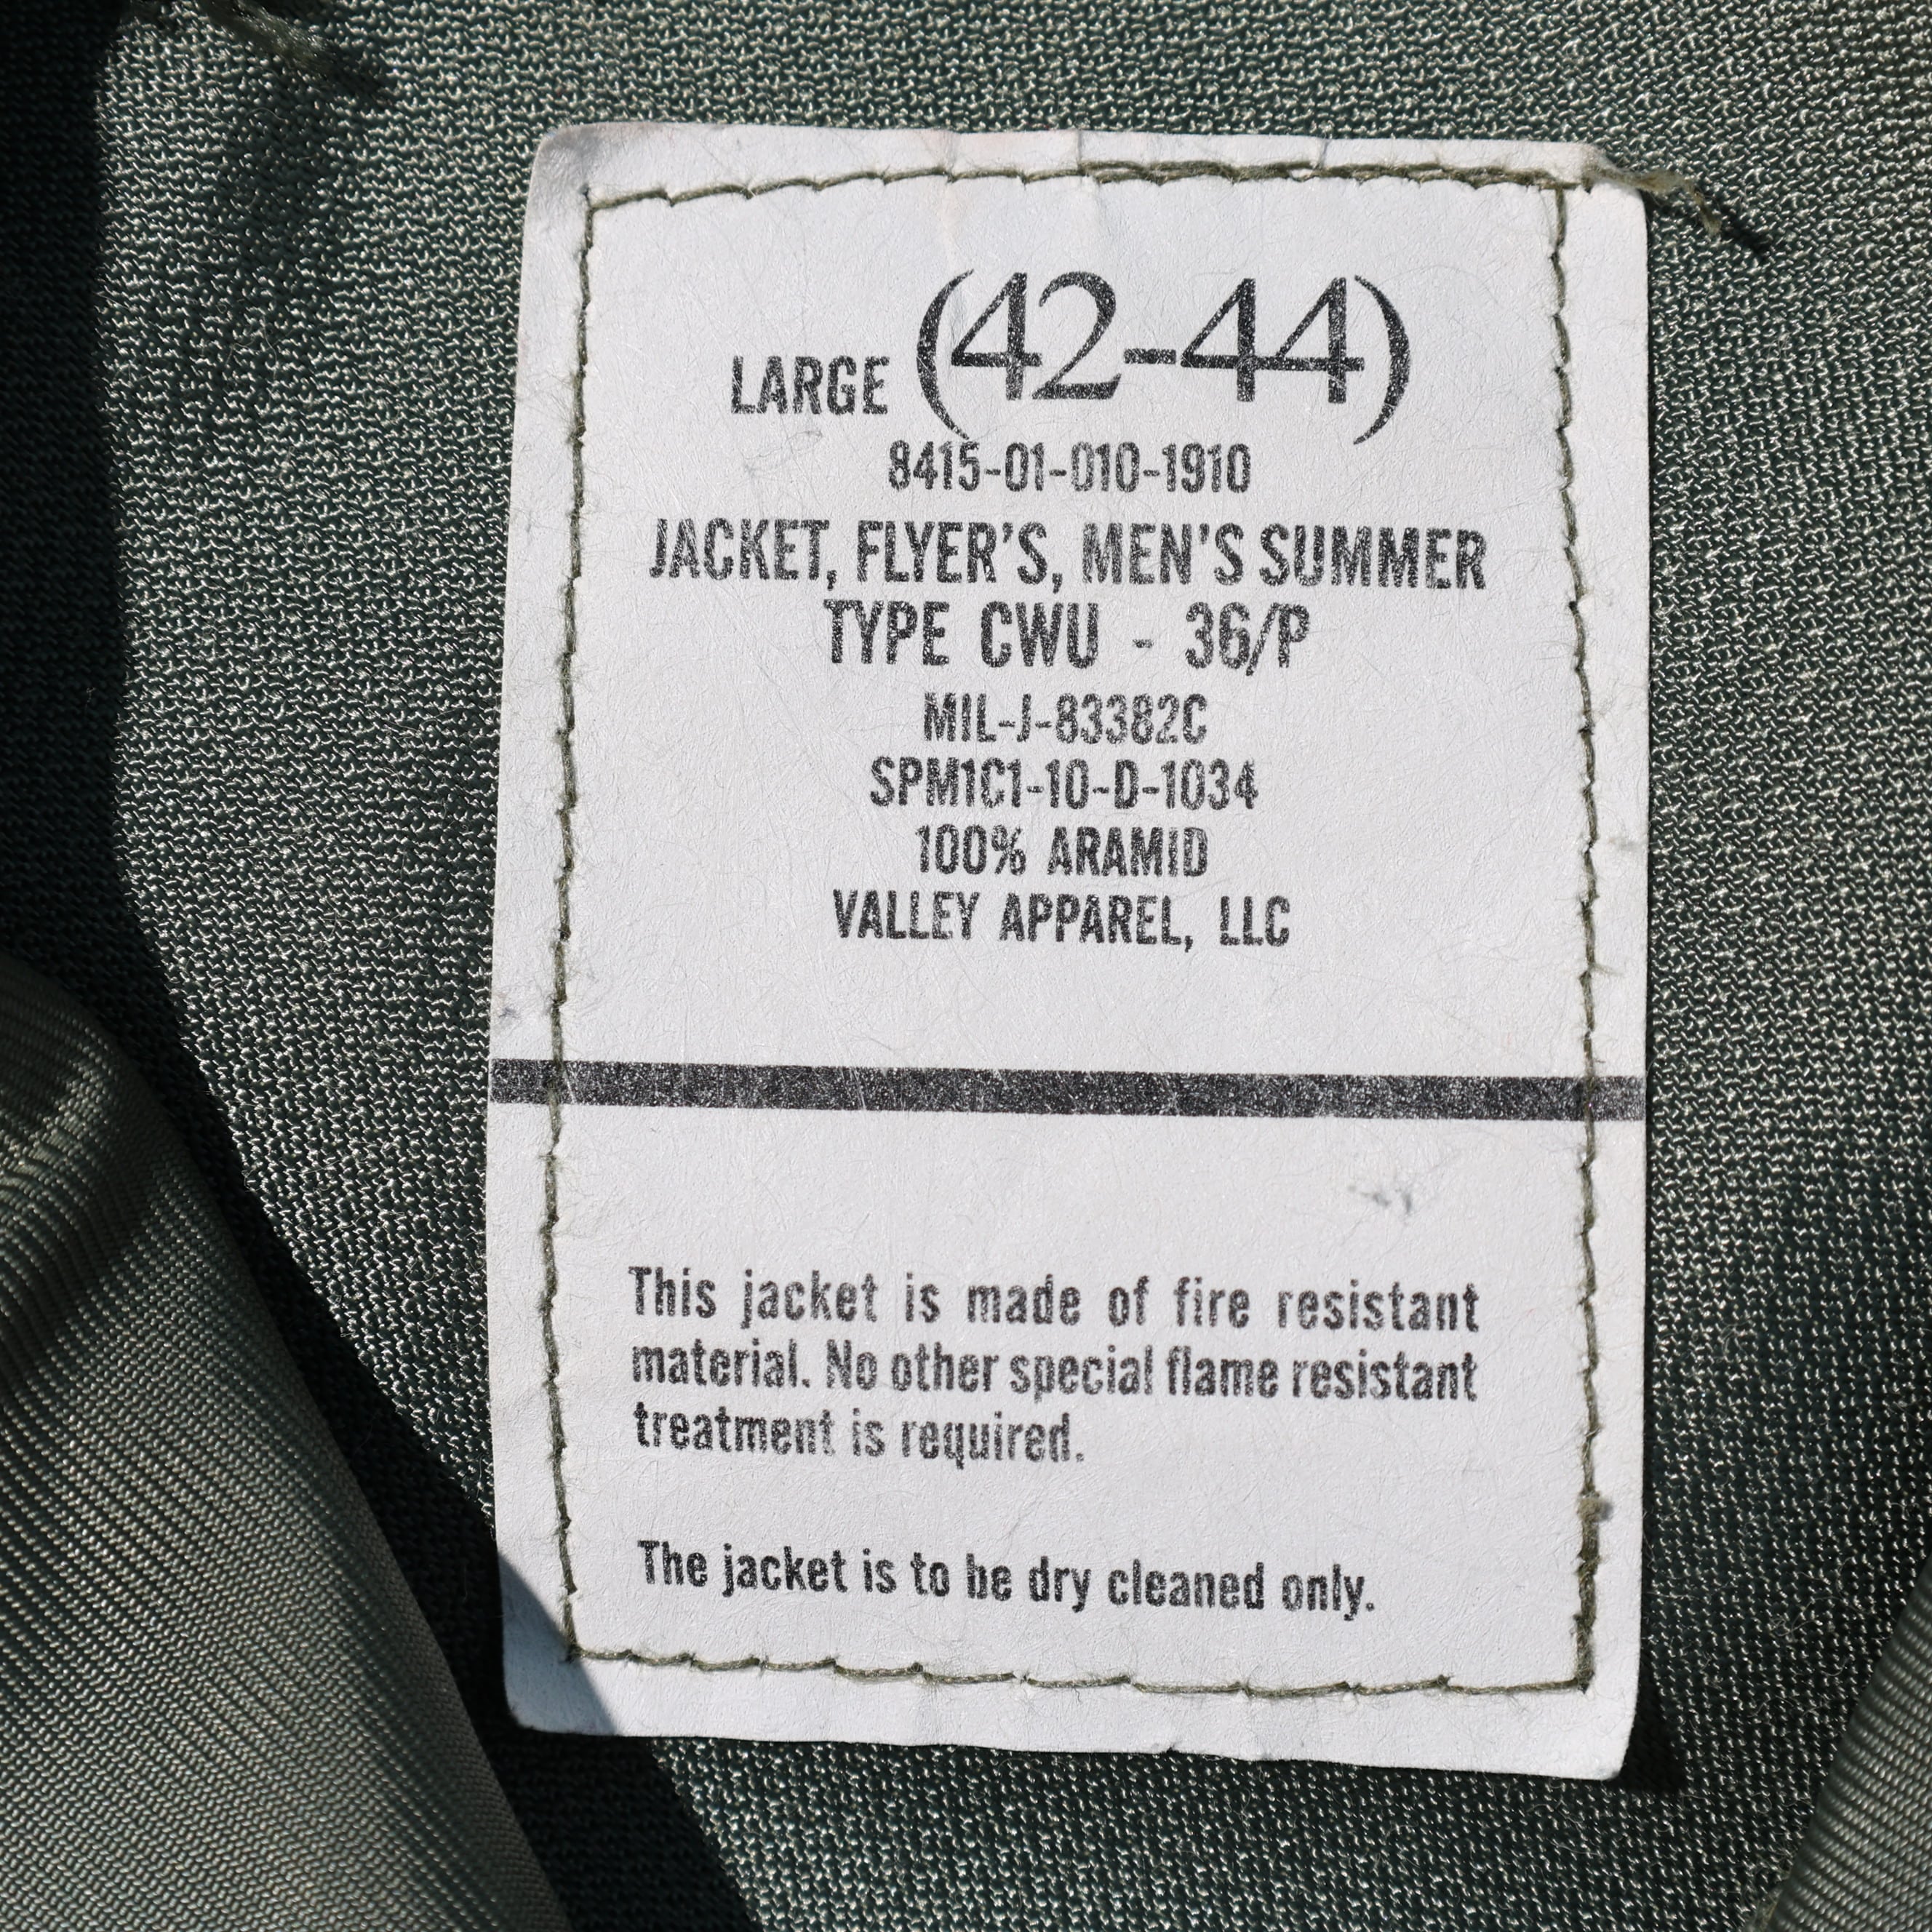 LARGE (42-44)
8415-01-010-1910
JACKET, FLYER'S, MEN'S SUMMER
TYPE CWU - 36/P
MIL-J-83382C
SPM1C1-10-D-1034
100% ARAMID
VALLEY APPAREL, LLC
This jacket is made of fire resistant
material. No other special flame resistant
treatment is required.
The jacket is to be dry cleaned only.